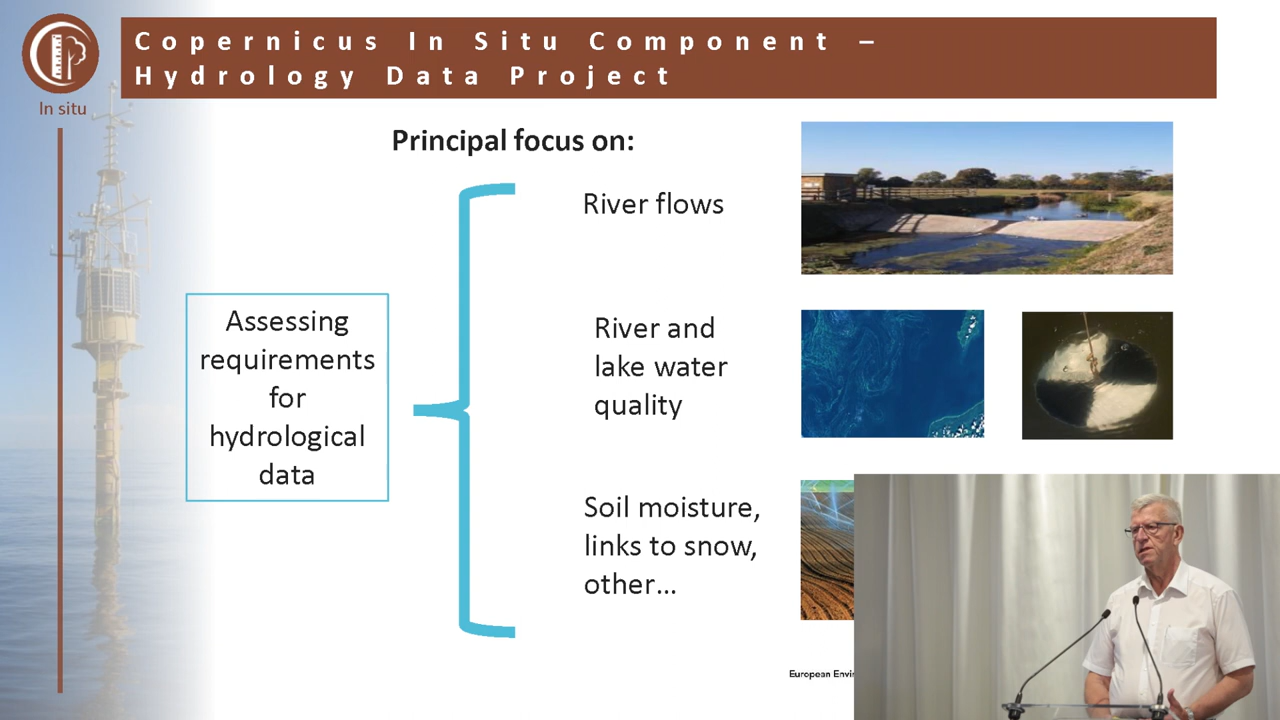 Copernicus In Situ Component –
Hydrology Data Project
In situ
Principal focus on:
River flows
Assessing
requirements
for
hydrological
data
River and
lake water
quality
Soil moisture,
links to snow,
other...
European